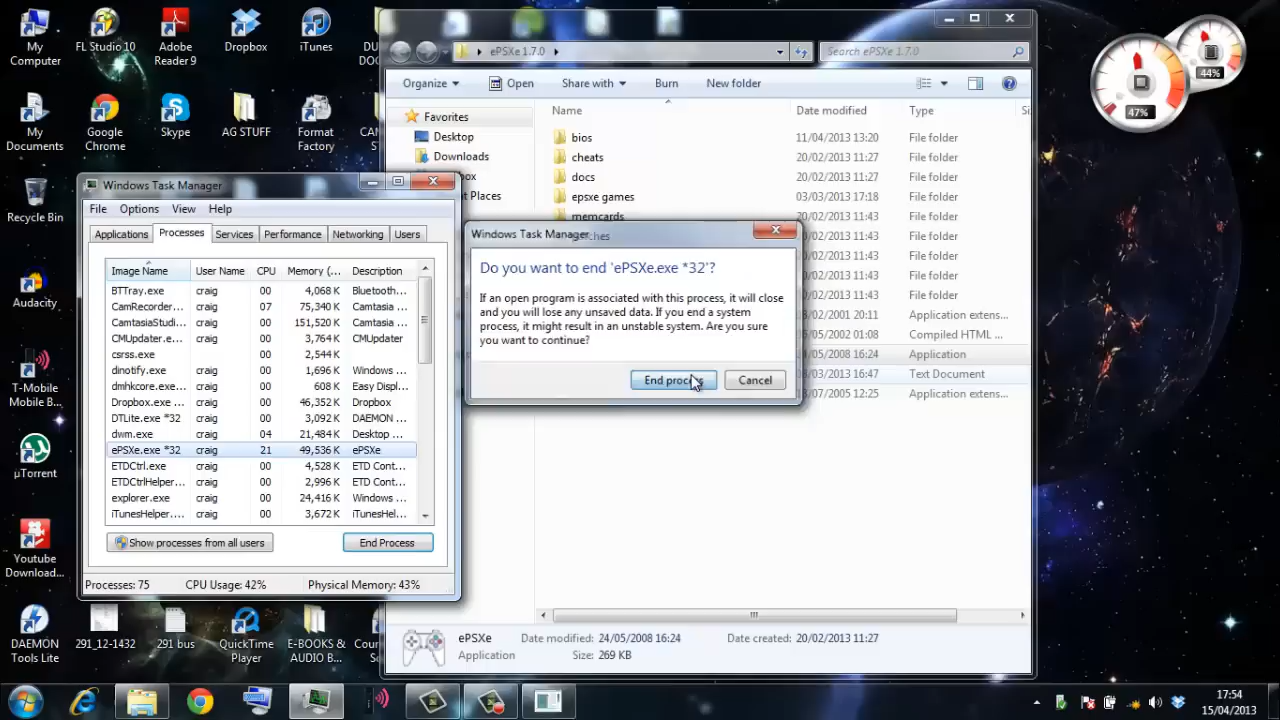 My
Computer
FL Studio 10
Adobe
Reader 9
Dropbox
iTunes
My
Documents
Google
Chrome
Skype
AG STUFF
Format
Factory
Recycle Bin
Audacity
T-Mobile
Mobile B...
µTorrent
Youtube
Download...
DAEMON
Tools Lite
291_12-1432
291 bus
QuickTime
Player
E-BOOKS &
AUDIO B...
ePSXe 1.7.0
Search ePSXe 1.7.0
Organize
Open
Share with
Burn
New folder
Favorites
Desktop
Downloads
Name
Date modified
Type
bios
11/04/2013 13:20
File folder
cheats
20/02/2013 11:27
File folder
docs
20/02/2013 11:27
File folder
epsxe games
03/03/2013 17:18
File folder
memcards
20/02/2013 11:43
File folder
20/02/2013 11:43
File folder
20/02/2013 11:43
File folder
20/02/2013 11:43
File folder
20/02/2013 11:43
File folder
Application extens...
Compiled HTML ...
Application
Text Document
Application extens...
ePSXe
Application
Date modified: 24/05/2008 16:24
Size: 269 KB
Date created: 20/02/2013 11:27
Windows Task Manager
File Options View Help
Applications Processes Services Performance Networking Users
Image Name User Name CPU Memory (... Description
BTTray.exe craig 00 4,068 K Bluetooth...
CamRecorder... craig 07 75,340 K Camtasia ...
CamtasiaStudi... craig 00 151,520 K Camtasia ...
CMUpdater.e... craig 00 3,764 K CMUpdater
csrss.exe 00 2,544 K
dinotify.exe craig 00 1,696 K Windows ...
dmhkcore.exe... craig 00 608 K Easy Displ...
Dropbox.exe ... craig 00 46,352 K Dropbox
DTLite.exe *32 craig 00 3,092 K DAEMON ...
dwm.exe craig 04 21,484 K Desktop ...
ePSXe.exe *32 craig 21 49,536 K ePSXe
ETDCtrl.exe craig 00 4,528 K ETD Cont...
ETDCtrlHelper... craig 00 2,996 K ETD Cont...
explorer.exe craig 00 24,416 K Windows ...
iTunesHelper.... craig 00 3,672 K iTunesHel...
Show processes from all users
End Process
Processes: 75
CPU Usage: 42%
Physical Memory: 43%
Windows Task Manager
Do you want to end 'ePSXe.exe *32'?
If an open program is associated with this process, it will close
and you will lose any unsaved data. If you end a system
process, it might result in an unstable system. Are you sure
you want to continue?
End process
Cancel
47%
44%
17:54
15/04/2013